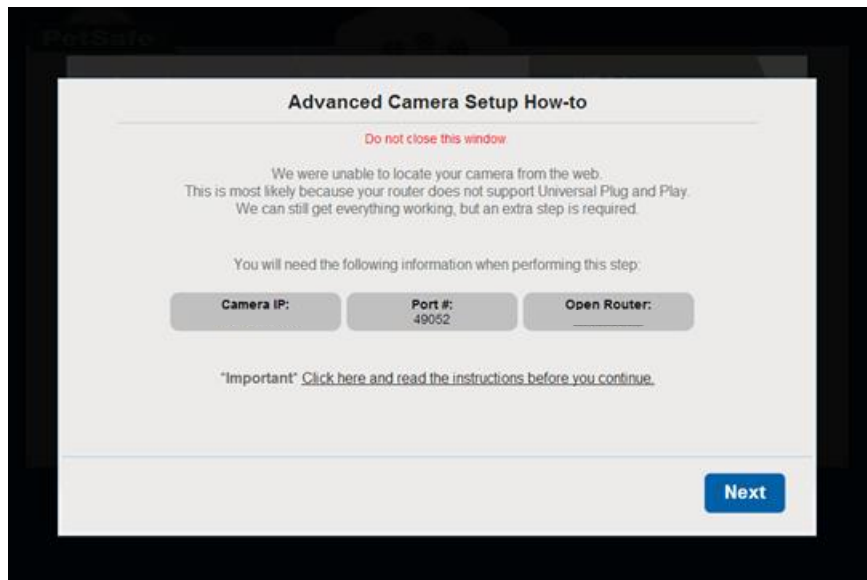 PetSafe
Advanced Camera Setup How-to
Do not close this window
We were unable to locate your camera from the web.
This is most likely because your router does not support Universal Plug and Play.
We can still get everything working, but an extra step is required.
You will need the following information when performing this step:
Camera IP:
Port #:
49052
Open Router:
*Important* Click here and read the instructions before you continue.
Next